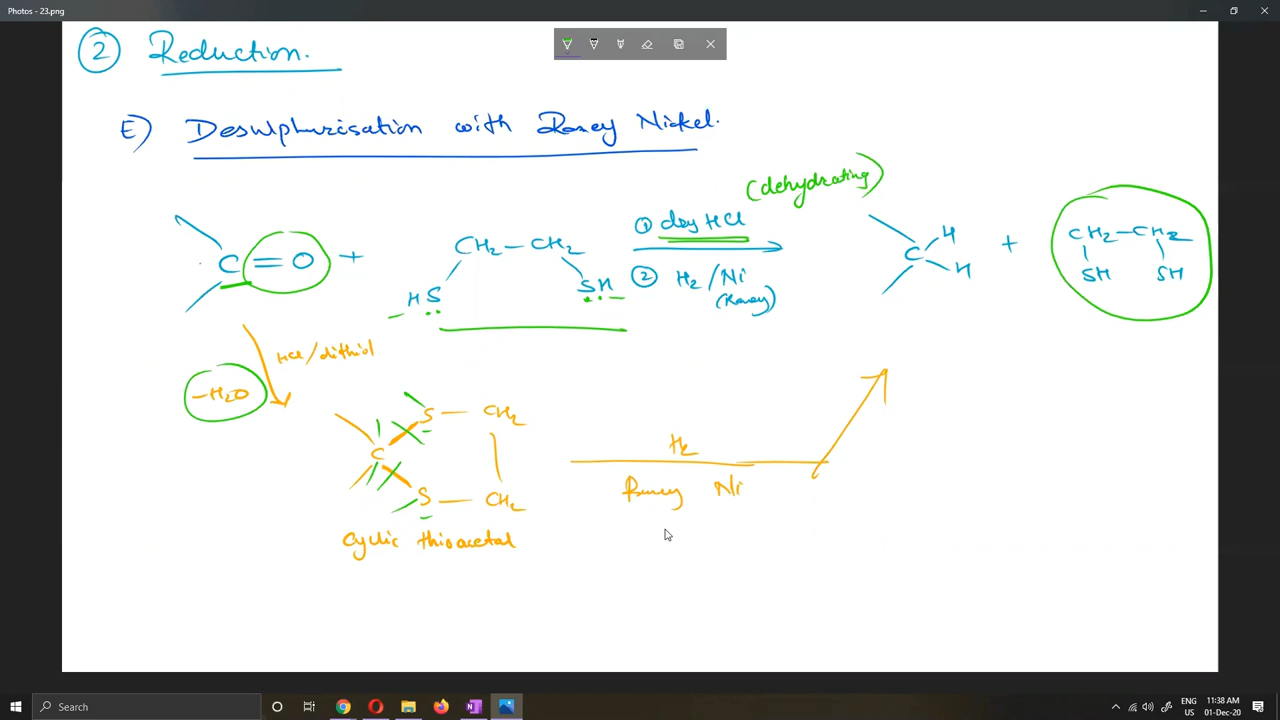 Photos - 23.png
② Reduction.
E) Desulphurisation with Raney Nickel.
(dehydrating)
C=O + CH2-CH2 ① dry HCl C H + CH2-CH2
HS SH ② H2/Ni H SH SH
(Raney)
HCl/dithiol
-H2O
S - CH2 H2
C
S - CH2 Raney Ni
cyclic thioacetal
Search
ENG 11:38 AM
US 01-Dec-20